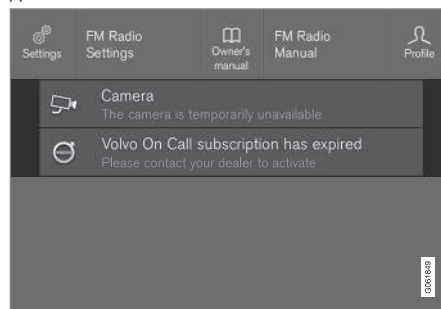 FM Radio
Settings
Settings
Owner's
manual
FM Radio
Manual
Profile
Camera
The camera is temporarily unavailable
Volvo On Call subscription has expired
Please contact your dealer to activate
G061849